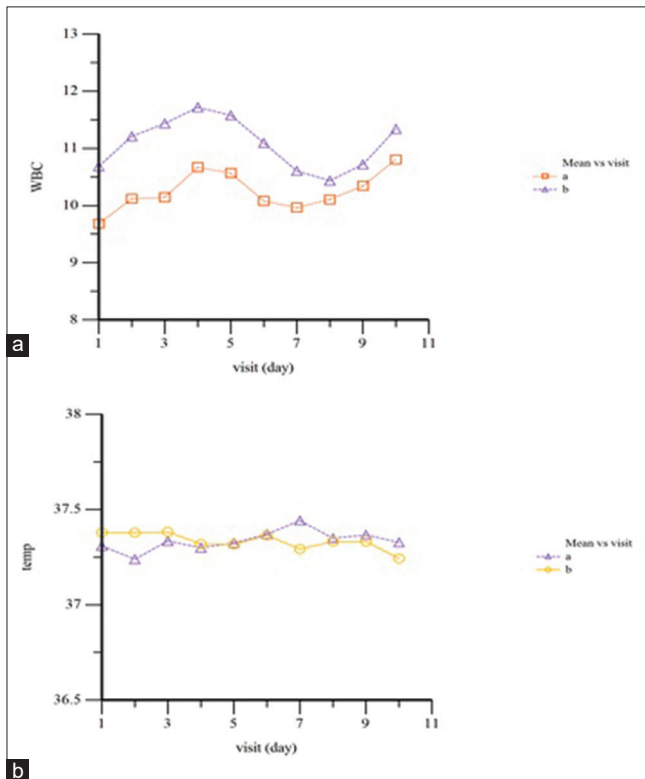 13
12
11
10
9
8
WBC
1 3 5 7 9 11
visit (day)
Mean vs visit
a
b
a
38
37.5
37
36.5
temp
1 3 5 7 9 11
visit (day)
Mean vs visit
a
b
b